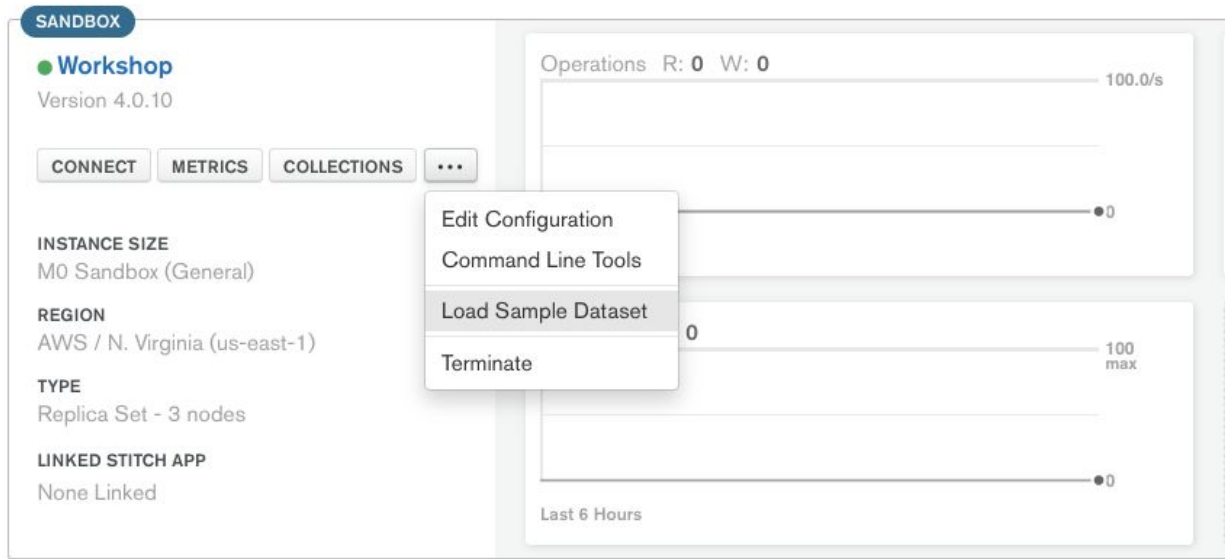 SANDBOX
Workshop
Version 4.0.10
CONNECT METRICS COLLECTIONS ...
INSTANCE SIZE
M0 Sandbox (General)
REGION
AWS / N. Virginia (us-east-1)
TYPE
Replica Set - 3 nodes
LINKED STITCH APP
None Linked
Edit Configuration
Command Line Tools
Load Sample Dataset
Terminate
Operations R: 0 W: 0
100.0/s
0
0
100
max
0
Last 6 Hours